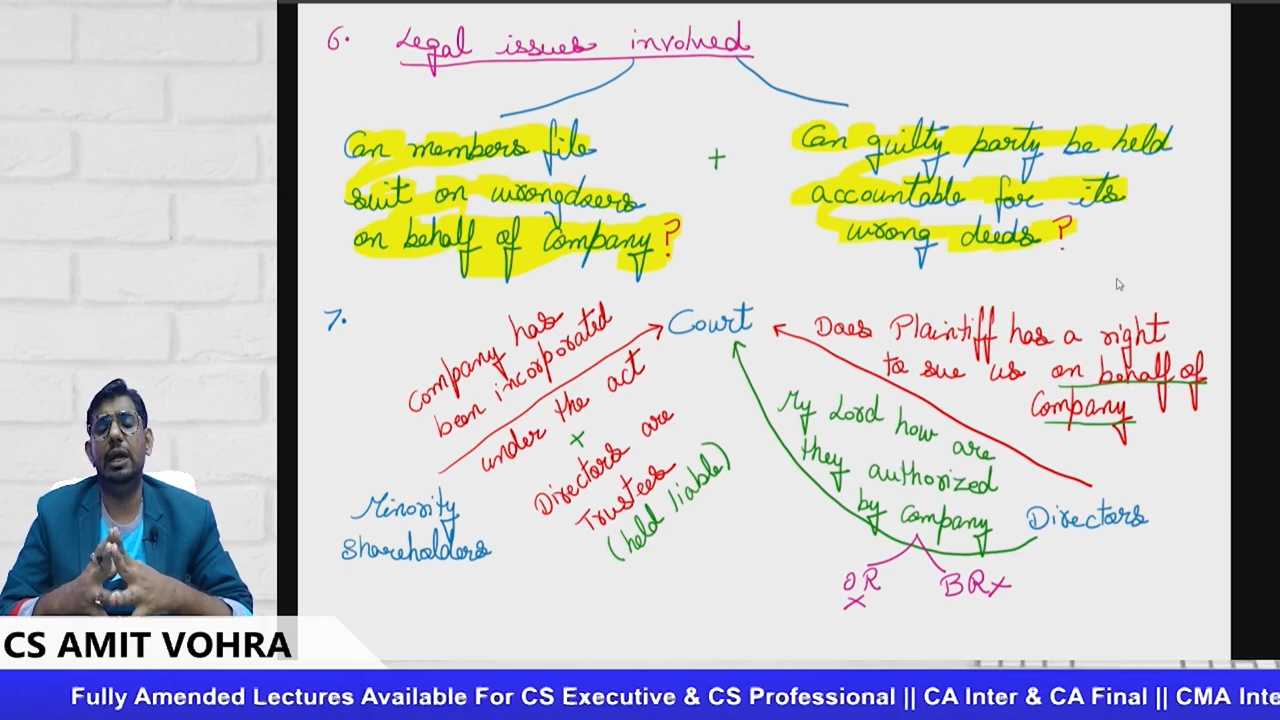 6. Legal issues involved
Can members file
suit on wrongdoers
on behalf of Company?
+
Can guilty party be held
accountable for its
wrong deeds?
7.
Company has
been incorporated
under the act
+
Directors are
Trustees
(held liable)
Minority
shareholders
Court
Does Plaintiff has a right
to sue us on behalf of
Company
My Lord how are
they authorized
by company
OR
x
BRx
Directors
CS AMIT VOHRA
Fully Amended Lectures Available For CS Executive & CS Professional || CA Inter & CA Final || CMA Inte